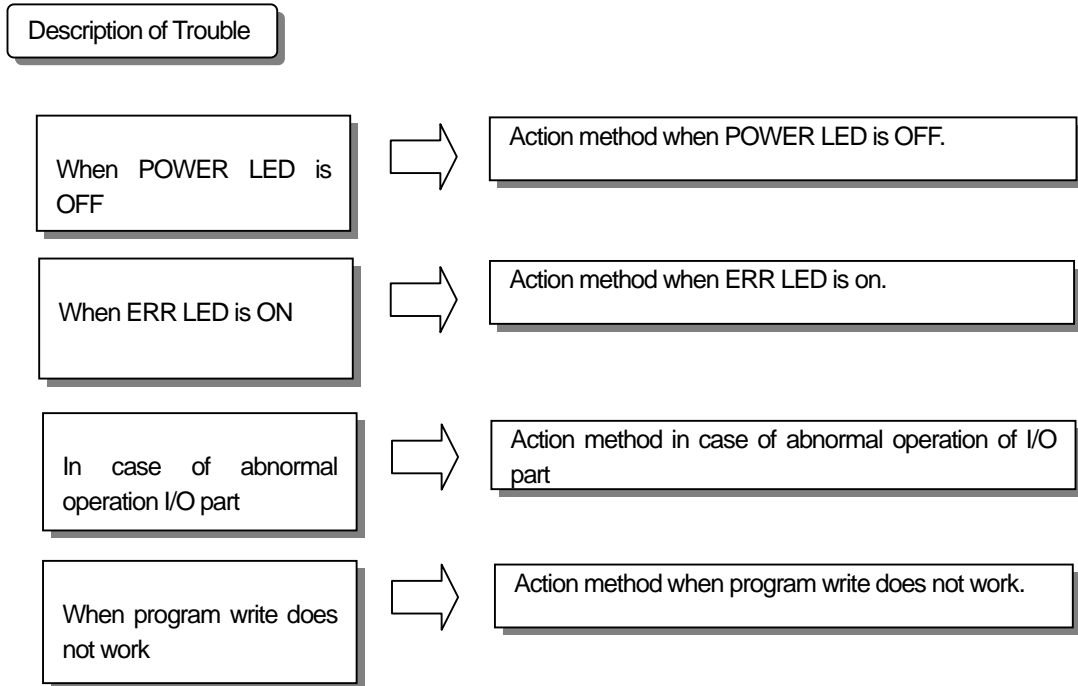 Description of Trouble
When POWER LED is
OFF
Action method when POWER LED is OFF.
When ERR LED is ON
Action method when ERR LED is on.
In case of abnormal
operation I/O part
Action method in case of abnormal operation of I/O
part
When program write does
not work
Action method when program write does not work.